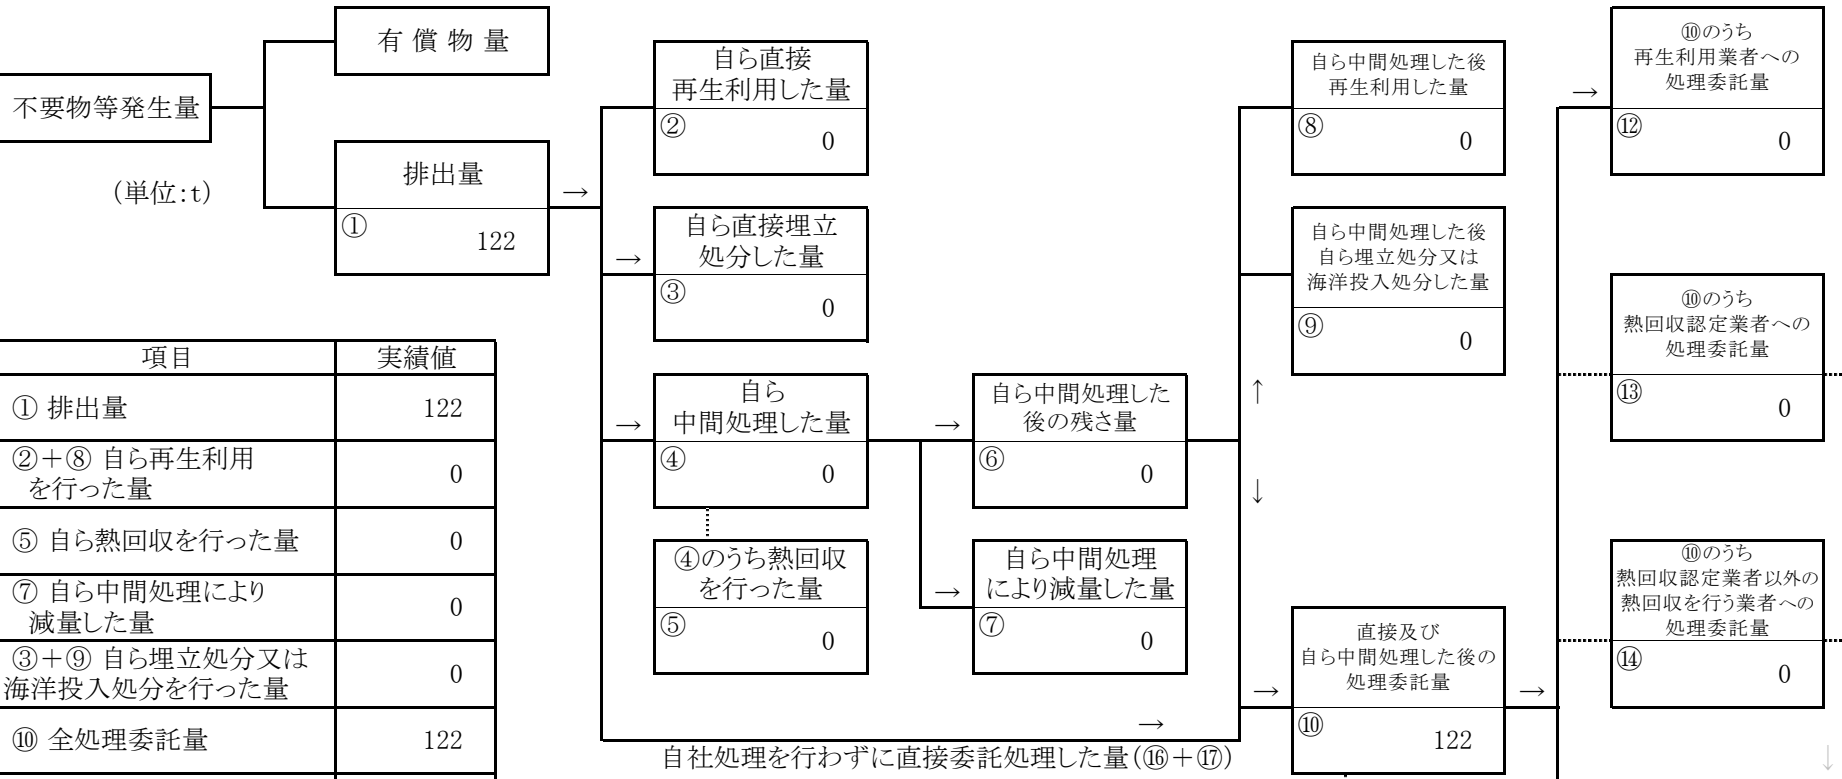 不要物等発生量
(単位:t)
有 償 物 量
排出量
①
122
→
自ら直接
再生利用した量
②
0
→
自ら直接埋立
処分した量
③
0
→
自ら
中間処理した量
④
0
④のうち熱回収
を行った量
⑤
0
→
自ら中間処理した
後の残さ量
⑥
0
→
自ら中間処理
により減量した量
⑦
0
→
自社処理を行わずに直接委託処理した量(⑯+⑰)
自ら中間処理した後
再生利用した量
⑧
0
自ら中間処理した後
自ら埋立処分又は
海洋投入処分した量
⑨
0
↑
↓
→
直接及び
自ら中間処理した後の
処理委託量
⑩
122
→
→
⑩のうち
再生利用業者への
処理委託量
⑫
0
⑩のうち
熱回収認定業者への
処理委託量
⑬
0
⑩のうち
熱回収認定業者以外の
熱回収を行う業者への
処理委託量
⑭
0
↓
項目 実績値
① 排出量 122
②+⑧ 自ら再生利用
を行った量 0
⑤ 自ら熱回収を行った量 0
⑦ 自ら中間処理により
減量した量 0
③+⑨ 自ら埋立処分又は
海洋投入処分を行った量 0
⑩ 全処理委託量 122